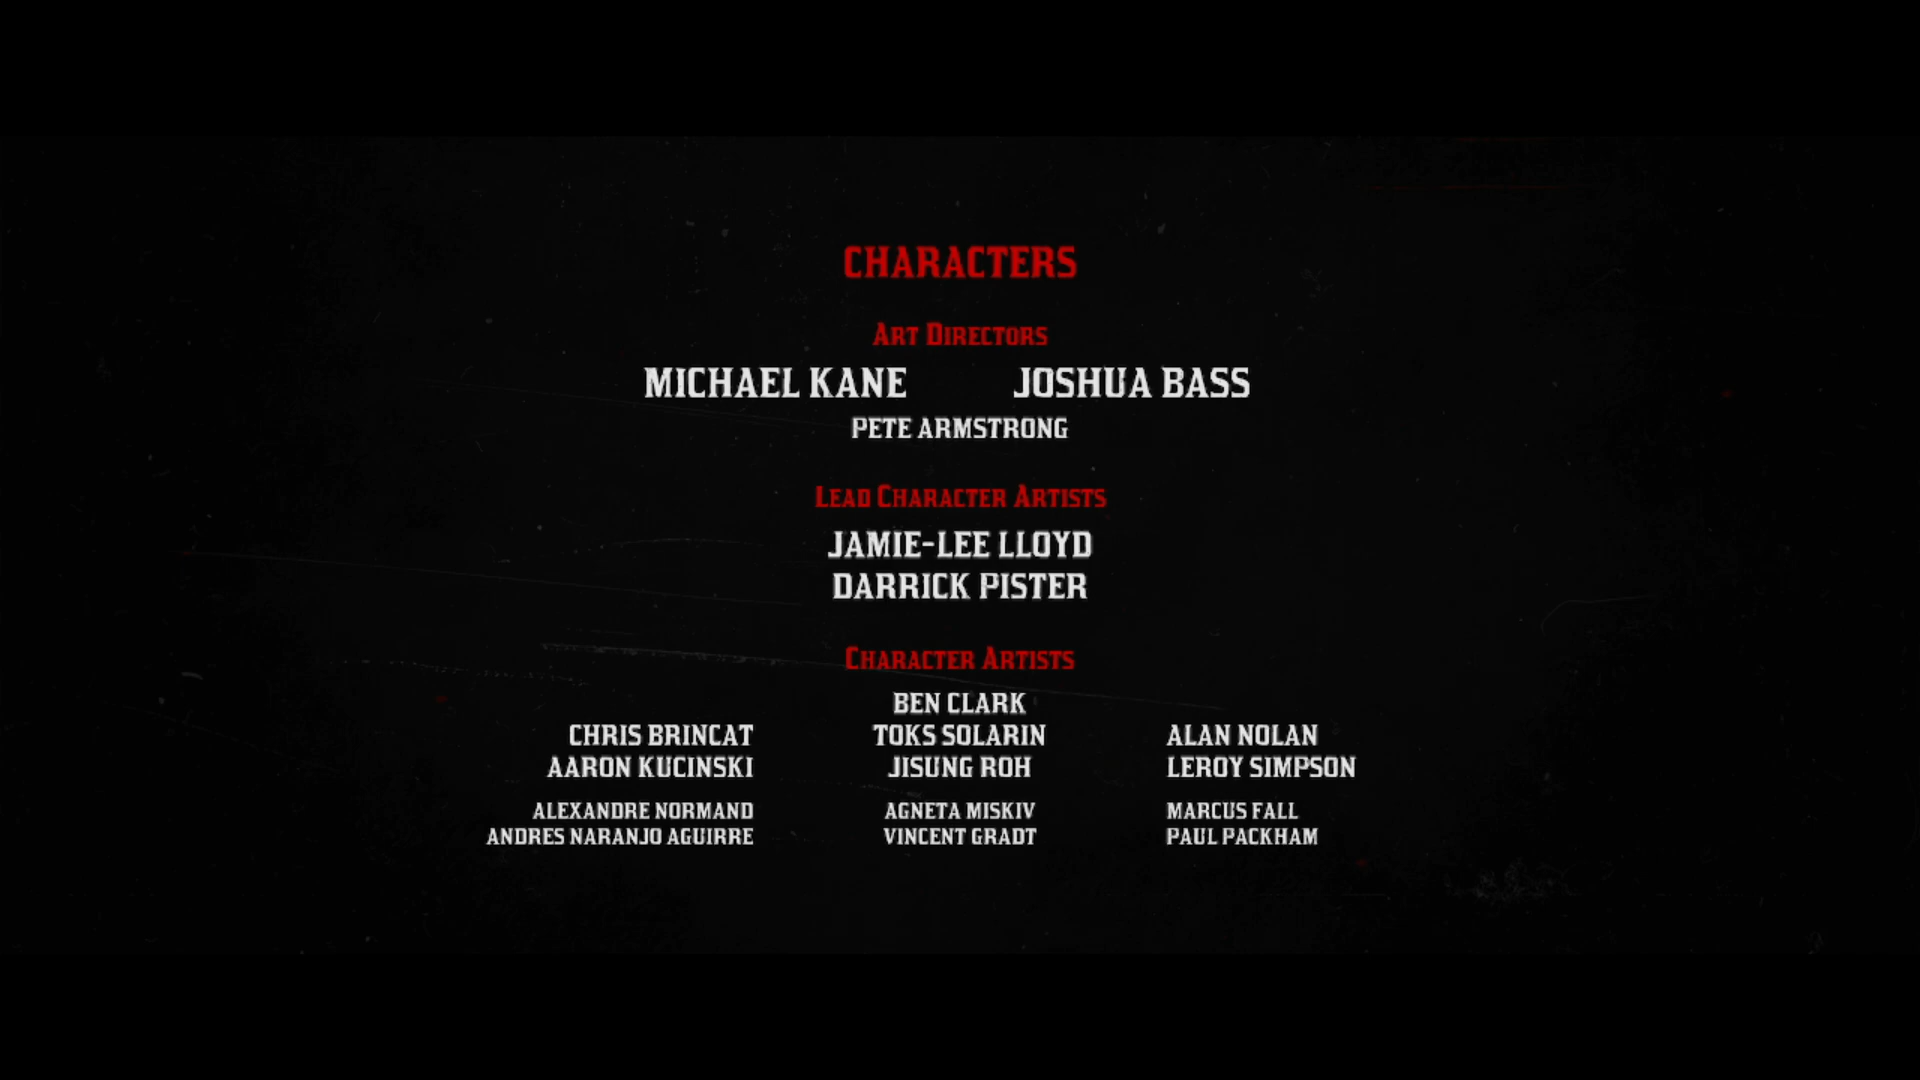 CHARACTERS
ART DIRECTORS
MICHAEL KANE JOSHUA BASS
PETE ARMSTRONG
LEAD CHARACTER ARTISTS
JAMIE-LEE LLOYD
DARRICK PISTER
CHARACTER ARTISTS
BEN CLARK
CHRIS BRINCAT TOKS SOLARIN ALAN NOLAN
AARON KUCINSKI JISUNG ROH LEROY SIMPSON
ALEXANDRE NORMAND AGNETA MISKIV MARCUS FALL
ANDRES NARANJO AGUIRRE VINCENT GRADT PAUL PACKHAM